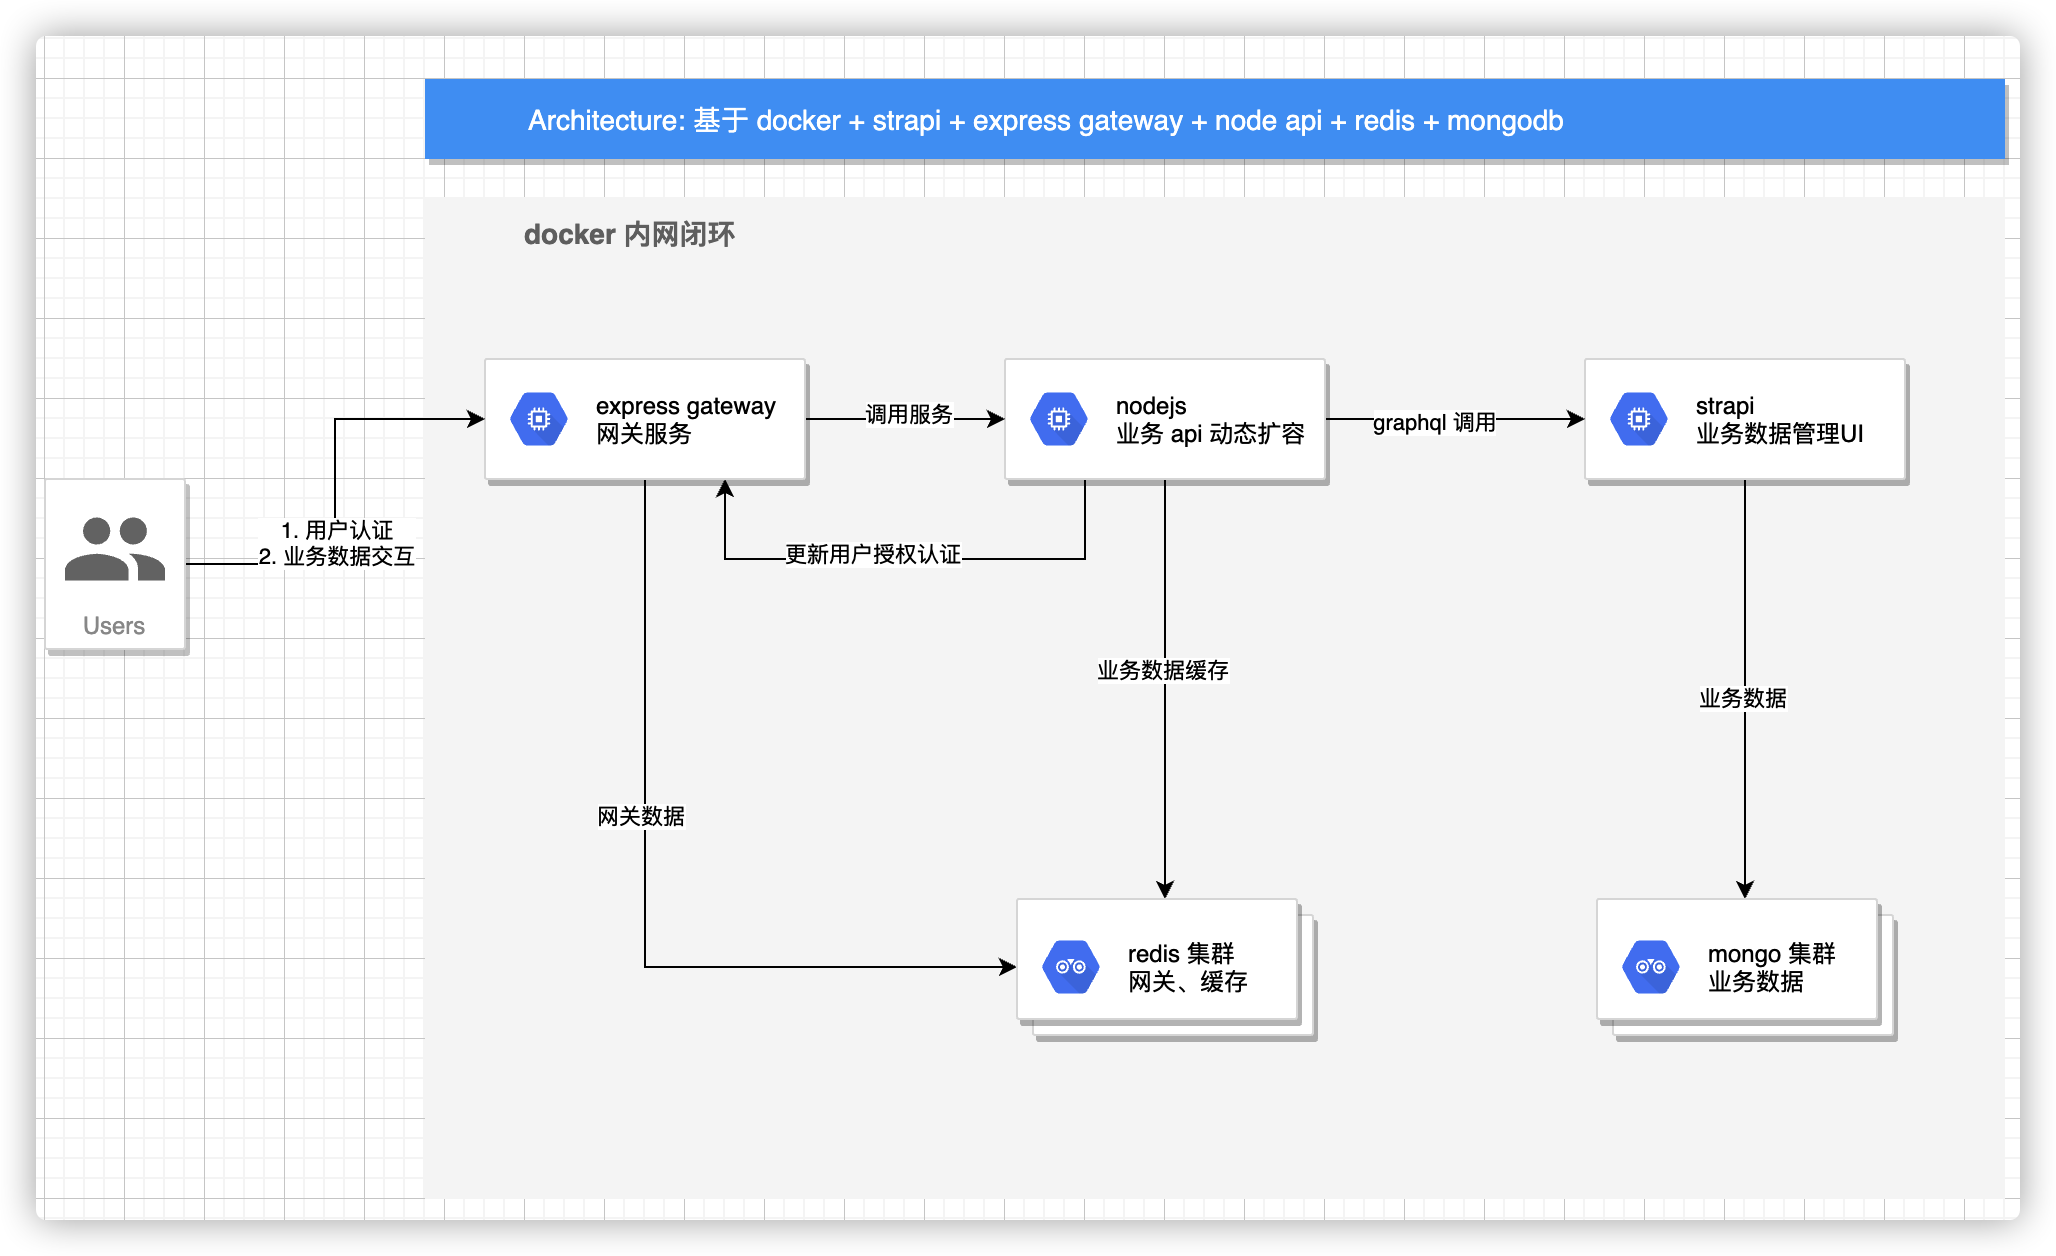 Architecture: 基于 docker + strapi + express gateway + node api + redis + mongodb
docker 内网闭环
express gateway
网关服务
调用服务
nodejs
业务 api 动态扩容
graphql 调用
strapi
业务数据管理UI
1. 用户认证
2. 业务数据交互
Users
更新用户授权认证
业务数据缓存
业务数据
网关数据
redis 集群
网关、缓存
mongo 集群
业务数据